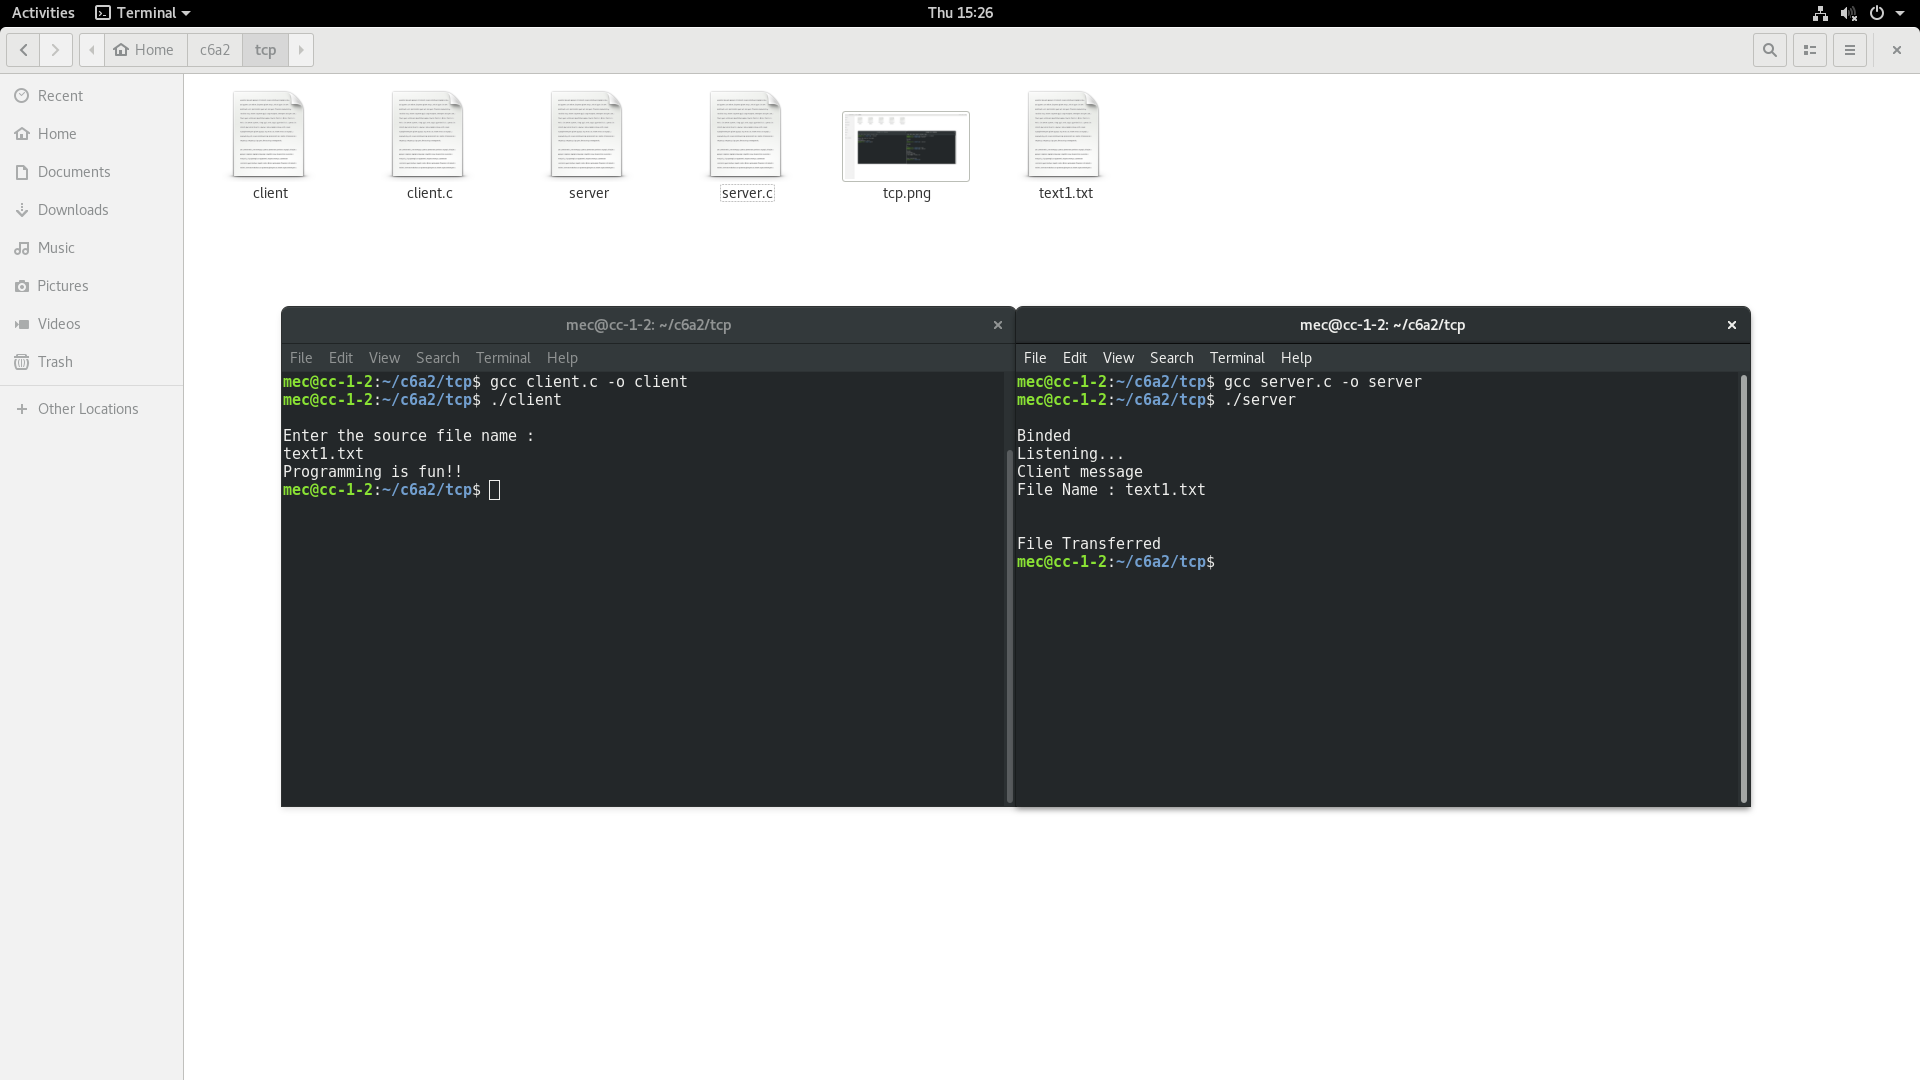 Activities
Terminal
Thu 15:26
Home
c6a2
tcp
Recent
Home
Documents
Downloads
Music
Pictures
Videos
Trash
Other Locations
client
client.c
server
server.c
tcp.png
text1.txt
mec@cc-1-2: ~/c6a2/tcp
File Edit View Search Terminal Help
mec@cc-1-2:~/c6a2/tcp$ gcc client.c -o client
mec@cc-1-2:~/c6a2/tcp$ ./client
Enter the source file name :
text1.txt
Programming is fun!!
mec@cc-1-2:~/c6a2/tcp$
mec@cc-1-2: ~/c6a2/tcp
File Edit View Search Terminal Help
mec@cc-1-2:~/c6a2/tcp$ gcc server.c -o server
mec@cc-1-2:~/c6a2/tcp$ ./server
Binded
Listening...
Client message
File Name : text1.txt
File Transferred
mec@cc-1-2:~/c6a2/tcp$